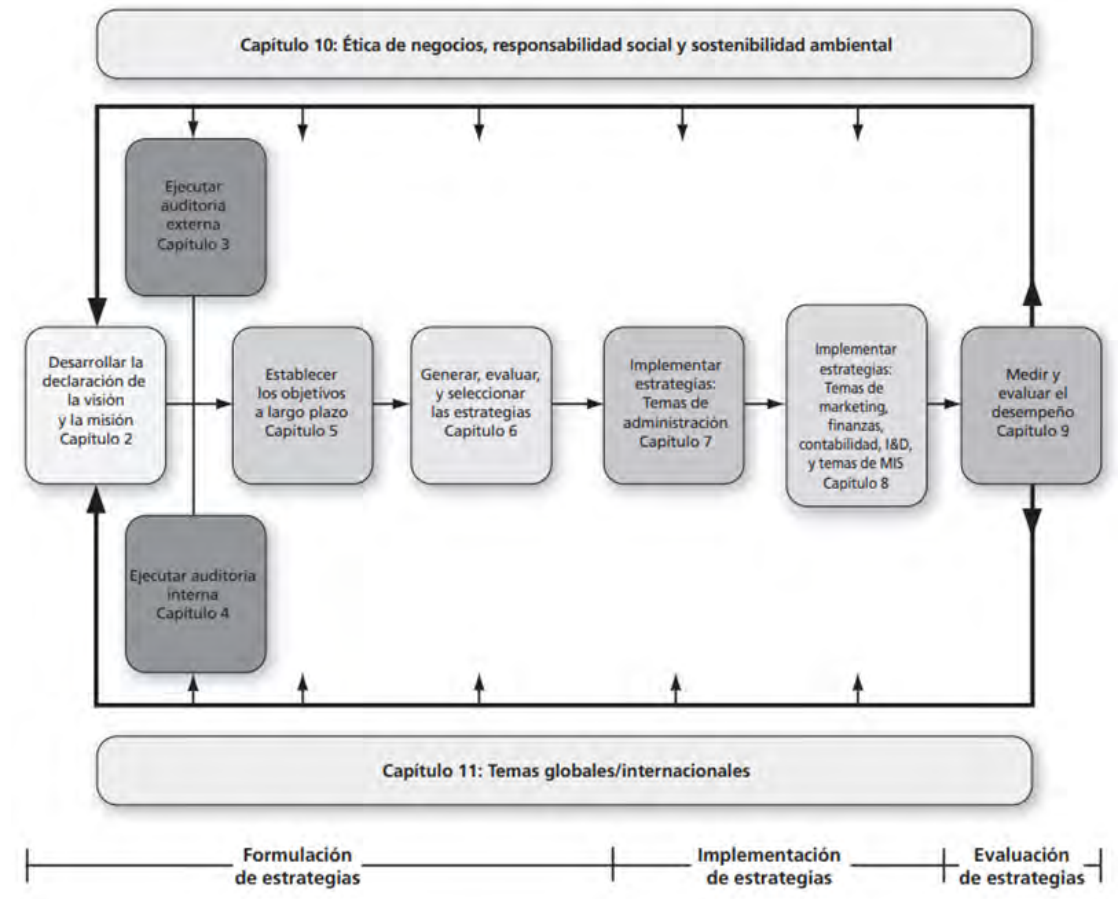 Capítulo 10: Ética de negocios, responsabilidad social y sostenibilidad ambiental
Ejecutar
auditoria
externa
Capítulo 3
Desarrollar la
declaración de
la visión
y la misión
Capítulo 2
Establecer
los objetivos
a largo plazo
Capítulo 5
Generar, evaluar,
y seleccionar
las estrategias
Capítulo 6
Implementar
estrategias:
Temas de
administración
Capítulo 7
Implementar
estrategias:
Temas de
marketing,
finanzas,
contabilidad, I&D,
y temas de MIS
Capítulo 8
Medir y
evaluar el
desempeño
Capítulo 9
Ejecutar auditoria
interna
Capítulo 4
Capítulo 11: Temas globales/internacionales
Formulación
de estrategias
Implementación
de estrategias
Evaluación
de estrategias